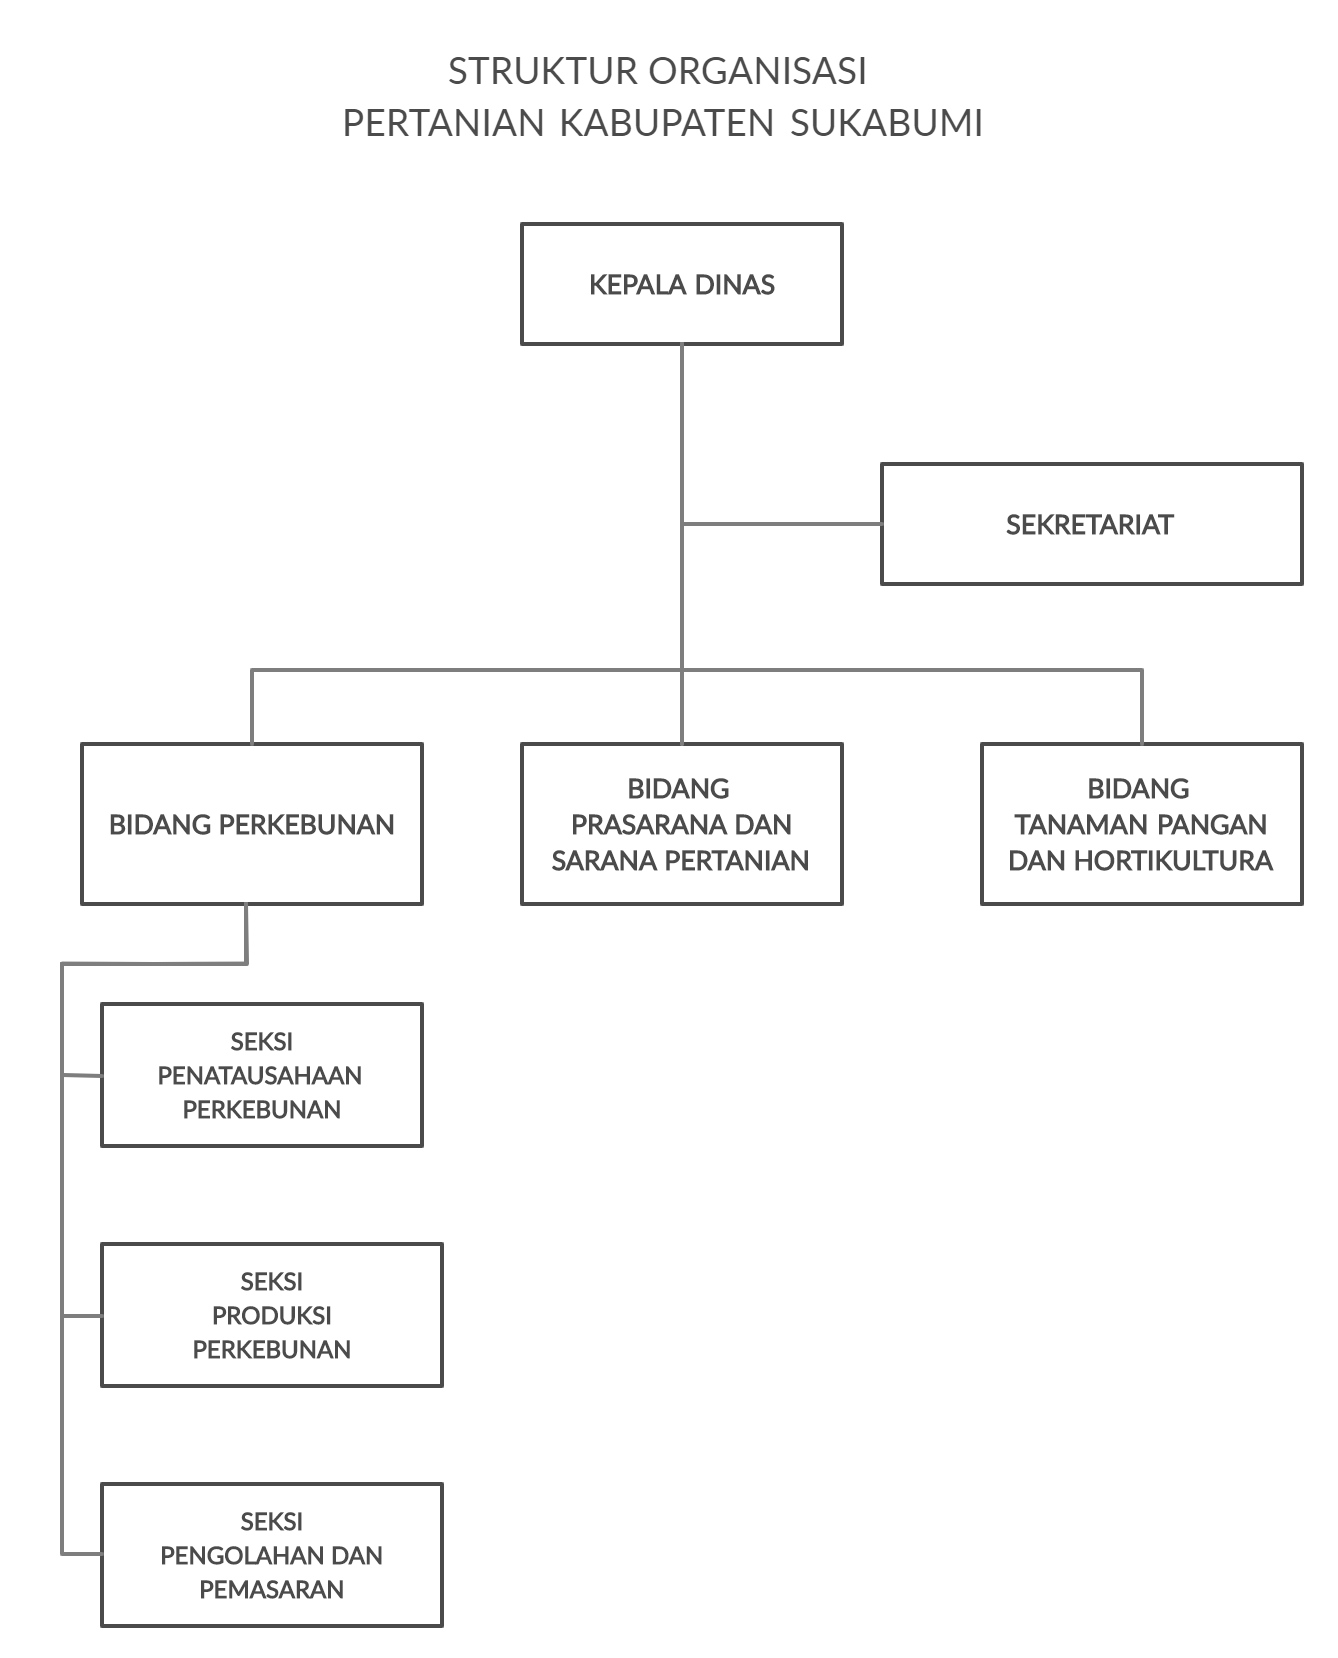 STRUKTUR ORGANISASI
PERTANIAN KABUPATEN SUKABUMI
KEPALA DINAS
SEKRETARIAT
BIDANG PERKEBUNAN
BIDANG
PRASARANA DAN
SARANA PERTANIAN
BIDANG
TANAMAN PANGAN
DAN HORTIKULTURA
SEKSI
PENATAUSAHAAN
PERKEBUNAN
SEKSI
PRODUKSI
PERKEBUNAN
SEKSI
PENGOLAHAN DAN
PEMASARAN